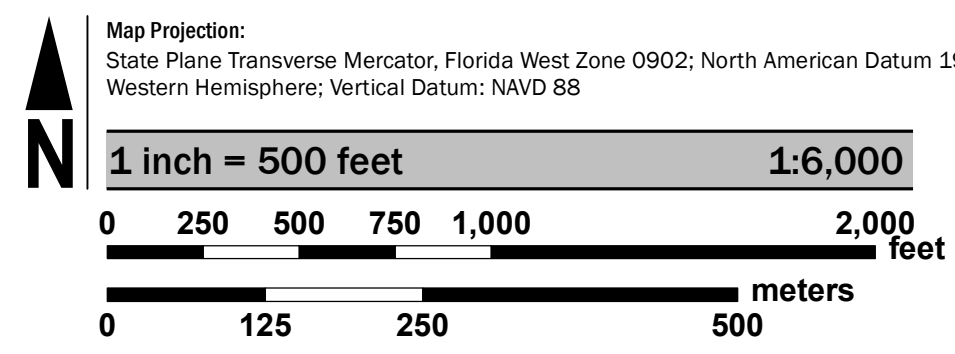 Map Projection:
State Plane Transverse Mercator, Florida West Zone 0902; North American Datum
Western Hemisphere; Vertical Datum: NAVD 88
N
1 inch = 500 feet 1:6,000
0 250 500 750 1,000 2,000
feet
meters
0 125 250 500